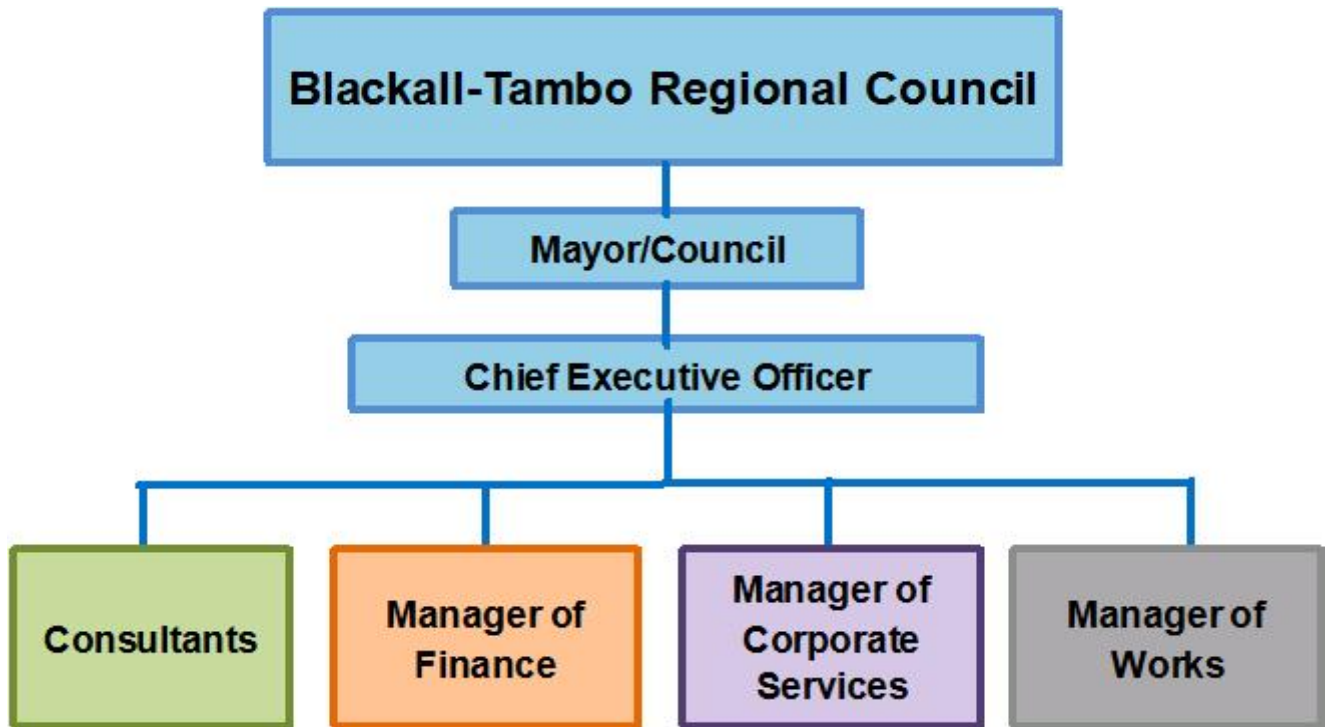 Blackall-Tambo Regional Council
Mayor/Council
Chief Executive Officer
Consultants
Manager of
Finance
Manager of
Corporate
Services
Manager of
Works